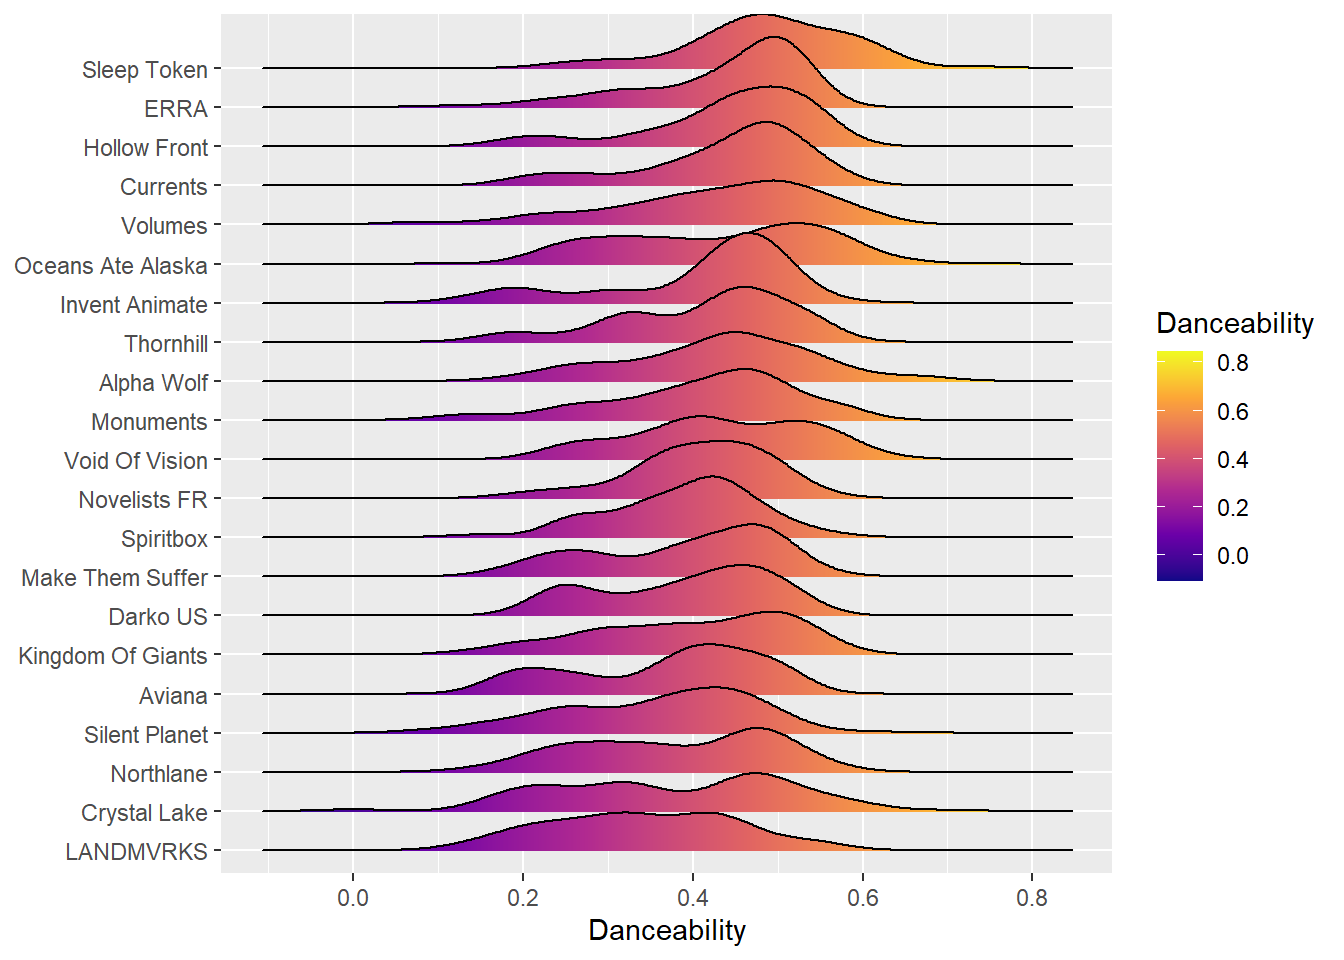 Sleep Token
ERRA
Hollow Front
Currents
Volumes
Oceans Ate Alaska
Invent Animate
Thornhill
Alpha Wolf
Monuments
Void Of Vision
Novelists FR
Spiritbox
Make Them Suffer
Darko US
Kingdom Of Giants
Aviana
Silent Planet
Northlane
Crystal Lake
LANDMVRKS
0.0 0.2 0.4 0.6 0.8
Danceability
Danceability
0.8
0.6
0.4
0.2
0.0